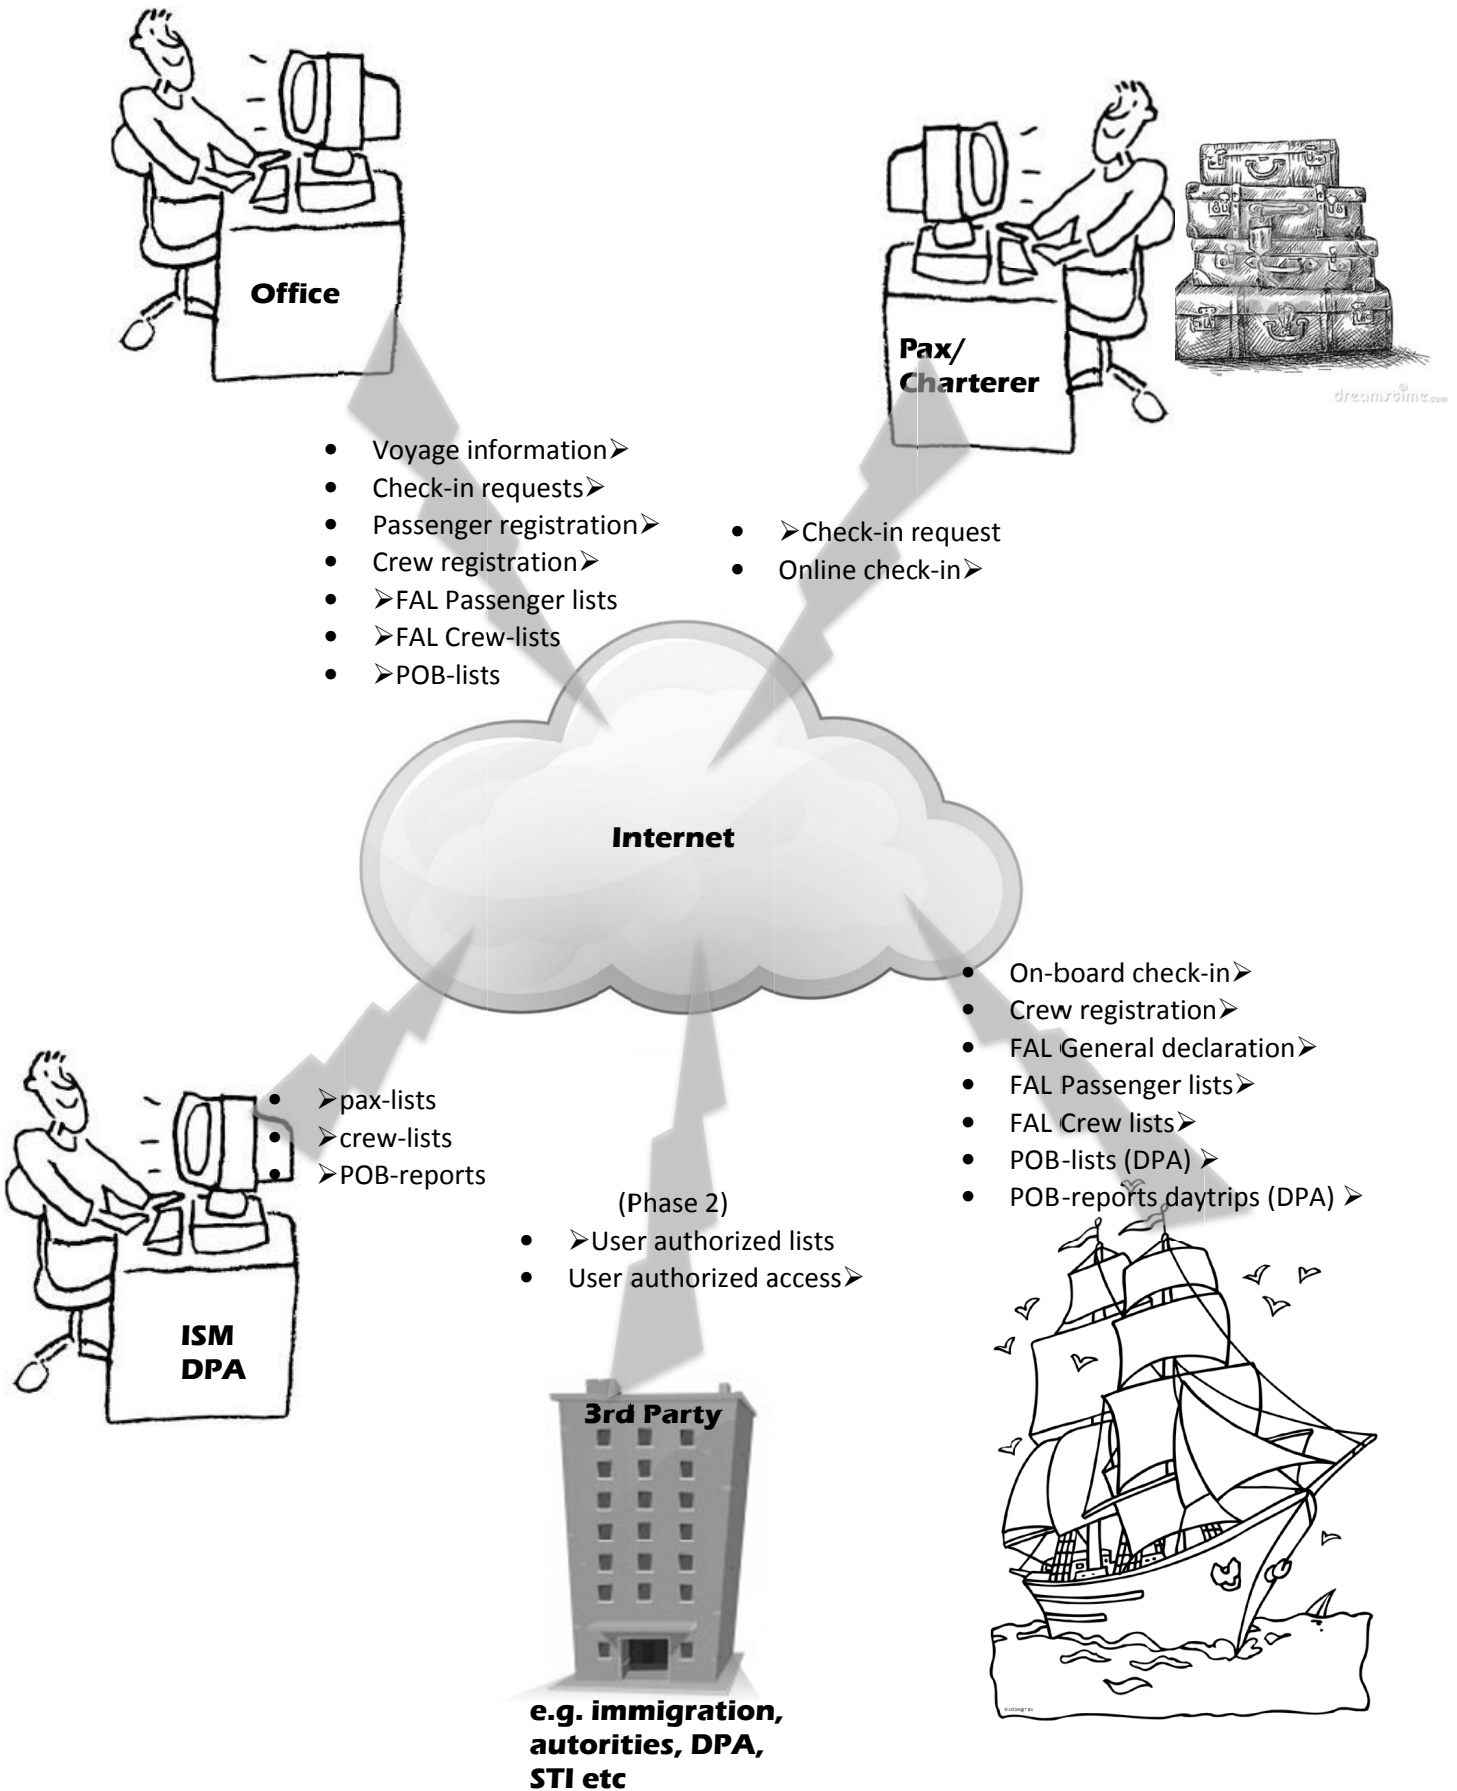 Office
Pax/
Charterer
dreamstime.com
• Voyage information➢
• Check-in requests➢
• Passenger registration➢
• Crew registration➢
• ➢FAL Passenger lists
• ➢FAL Crew-lists
• ➢POB-lists
• ➢Check-in request
• Online check-in➢
Internet
• On-board check-in➢
• Crew registration➢
• FAL General declaration➢
• FAL Passenger lists➢
• FAL Crew lists➢
• POB-lists (DPA) ➢
• POB-reports daytrips (DPA) ➢
• ➢pax-lists
• ➢crew-lists
• ➢POB-reports
ISM
DPA
(Phase 2)
• ➢User authorized lists
• User authorized access➢
3rd Party
e.g. immigration,
autorities, DPA,
STI etc